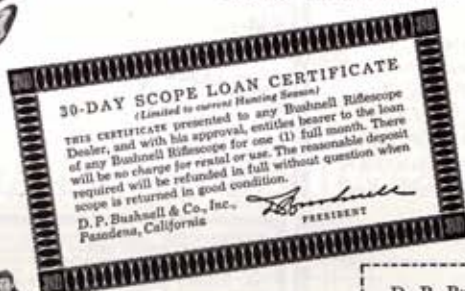 30-DAY SCOPE LOAN CERTIFICATE
(Limited to current Hunting Season)
THIS CERTIFICATE presented to any Bushnell Riflescope
Dealer, and with his approval, entitles bearer to the loan
of any Bushnell Riflescope for one (1) full month. There
will be no charge for rental or use. The reasonable deposit
required will be refunded in full without question when
scope is returned in good condition.
D. P. Bushnell & Co., Inc.,
Pasadena, California
D P Bushnell
PRESIDENT
D. P.